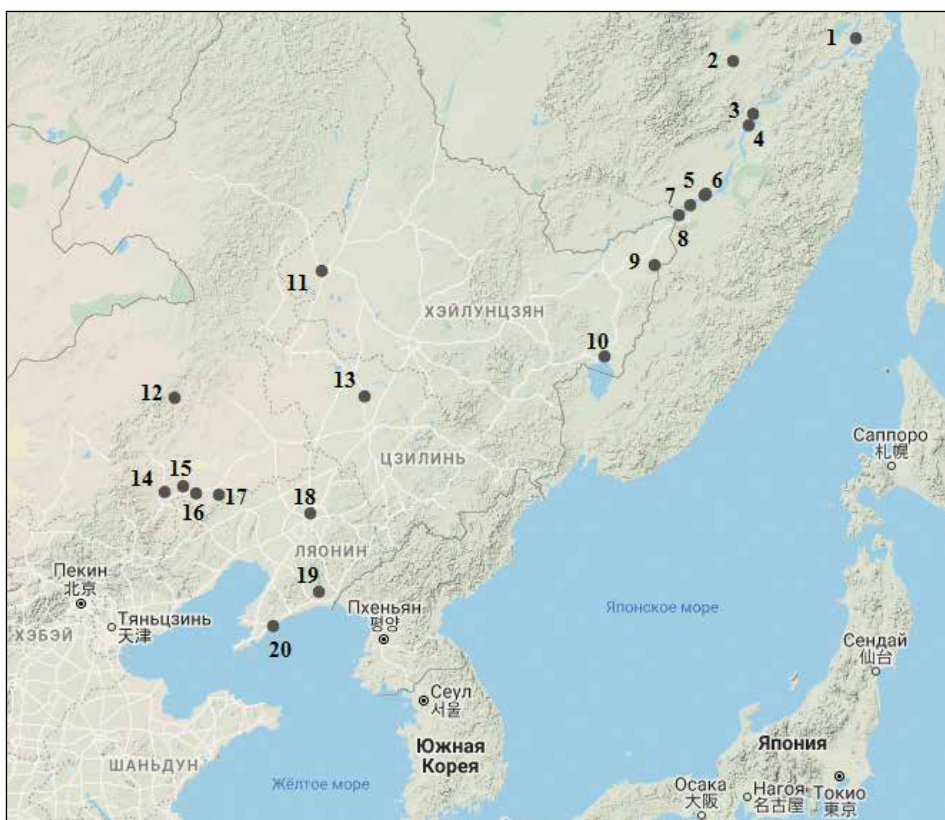 1
2
3
4
5
6
7
8
9
11
ХЭЙЛУНЦЗЯН
10
12
13
Саппоро
札幌
ЦЗИЛИНЬ
14
15
16
17
18
ЛЯОНИН
Пекин
北京
19
Тяньцзинь
天津
Пхеньян
평양
Японское море
ХЭБЭЙ
20
Сендай
仙台
Сеул
서울
Южная
Корея
Япония
ШАНЬДУН
Жёлтое море
Осака
大阪
Нагоя
名古屋
Токио
東京